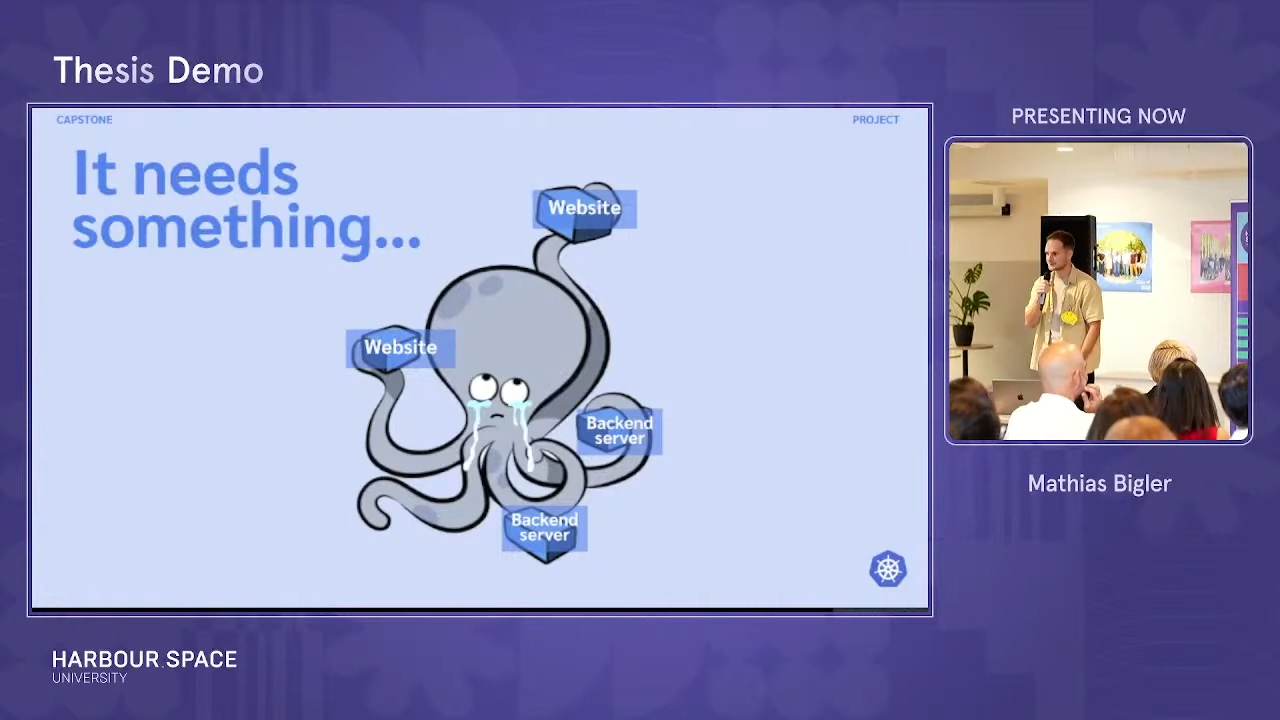 Thesis Demo
CAPSTONE
PROJECT
It needs
something...
Website
Website
Backend
server
Backend
server
PRESENTING NOW
Mathias Bigler
HARBOUR.SPACE
UNIVERSITY